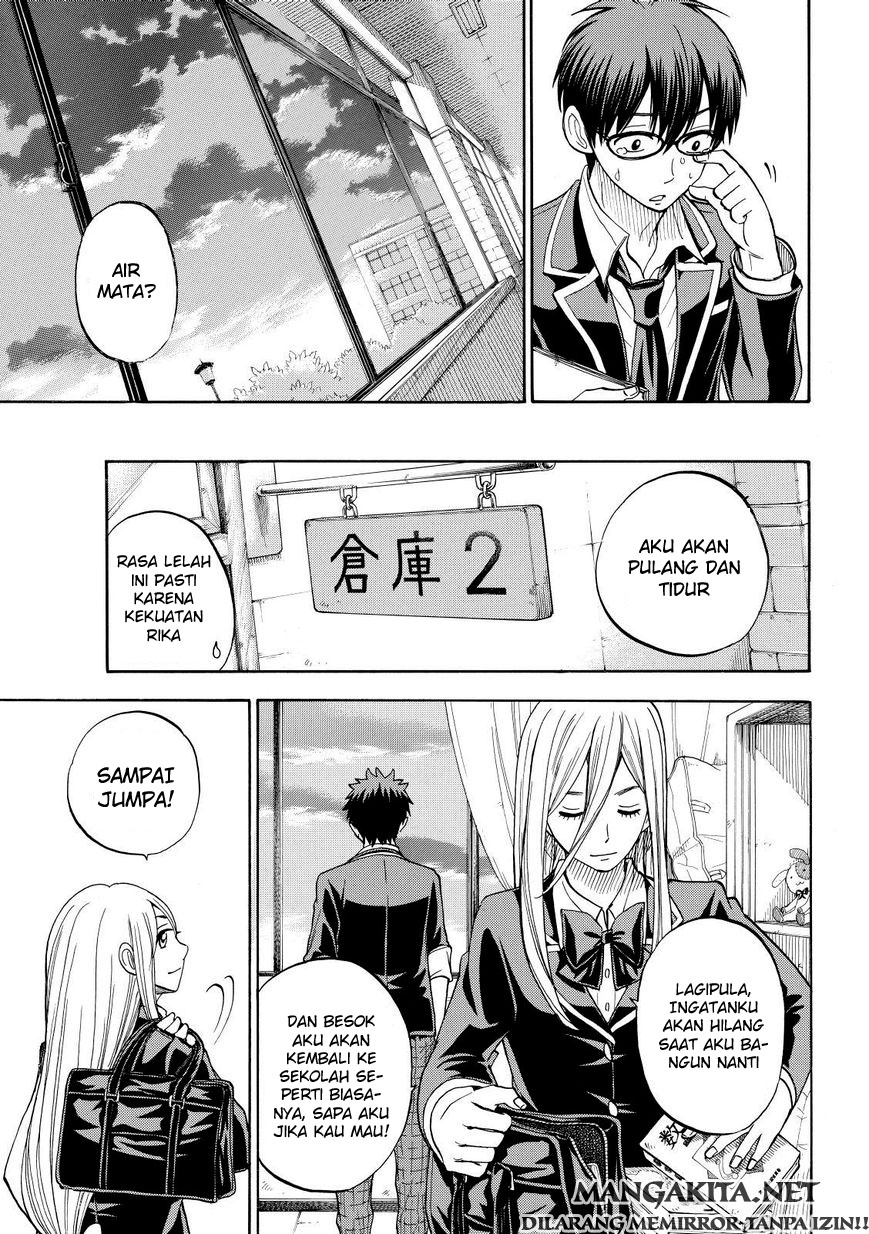 AIR
MATA?
AKU AKAN
PULANG DAN
TIDUR
倉庫2
RASA LELAH
INI PASTI
KARENA
KEKUATAN
RIKA
LAGIPULA,
INGATANKU
AKAN HILANG
SAAT AKU BA-
NGUN NANTI
DAN BESOK
AKU AKAN
KEMBALI KE
SEKOLAH SE-
PERTI BIASA-
NYA, SAPA AKU
JIKA KAU MAU!
SAMPAI
JUMPA!
数
MANGAKITA.NET
DILARANG MEMIRROR TANPA IZIN!!